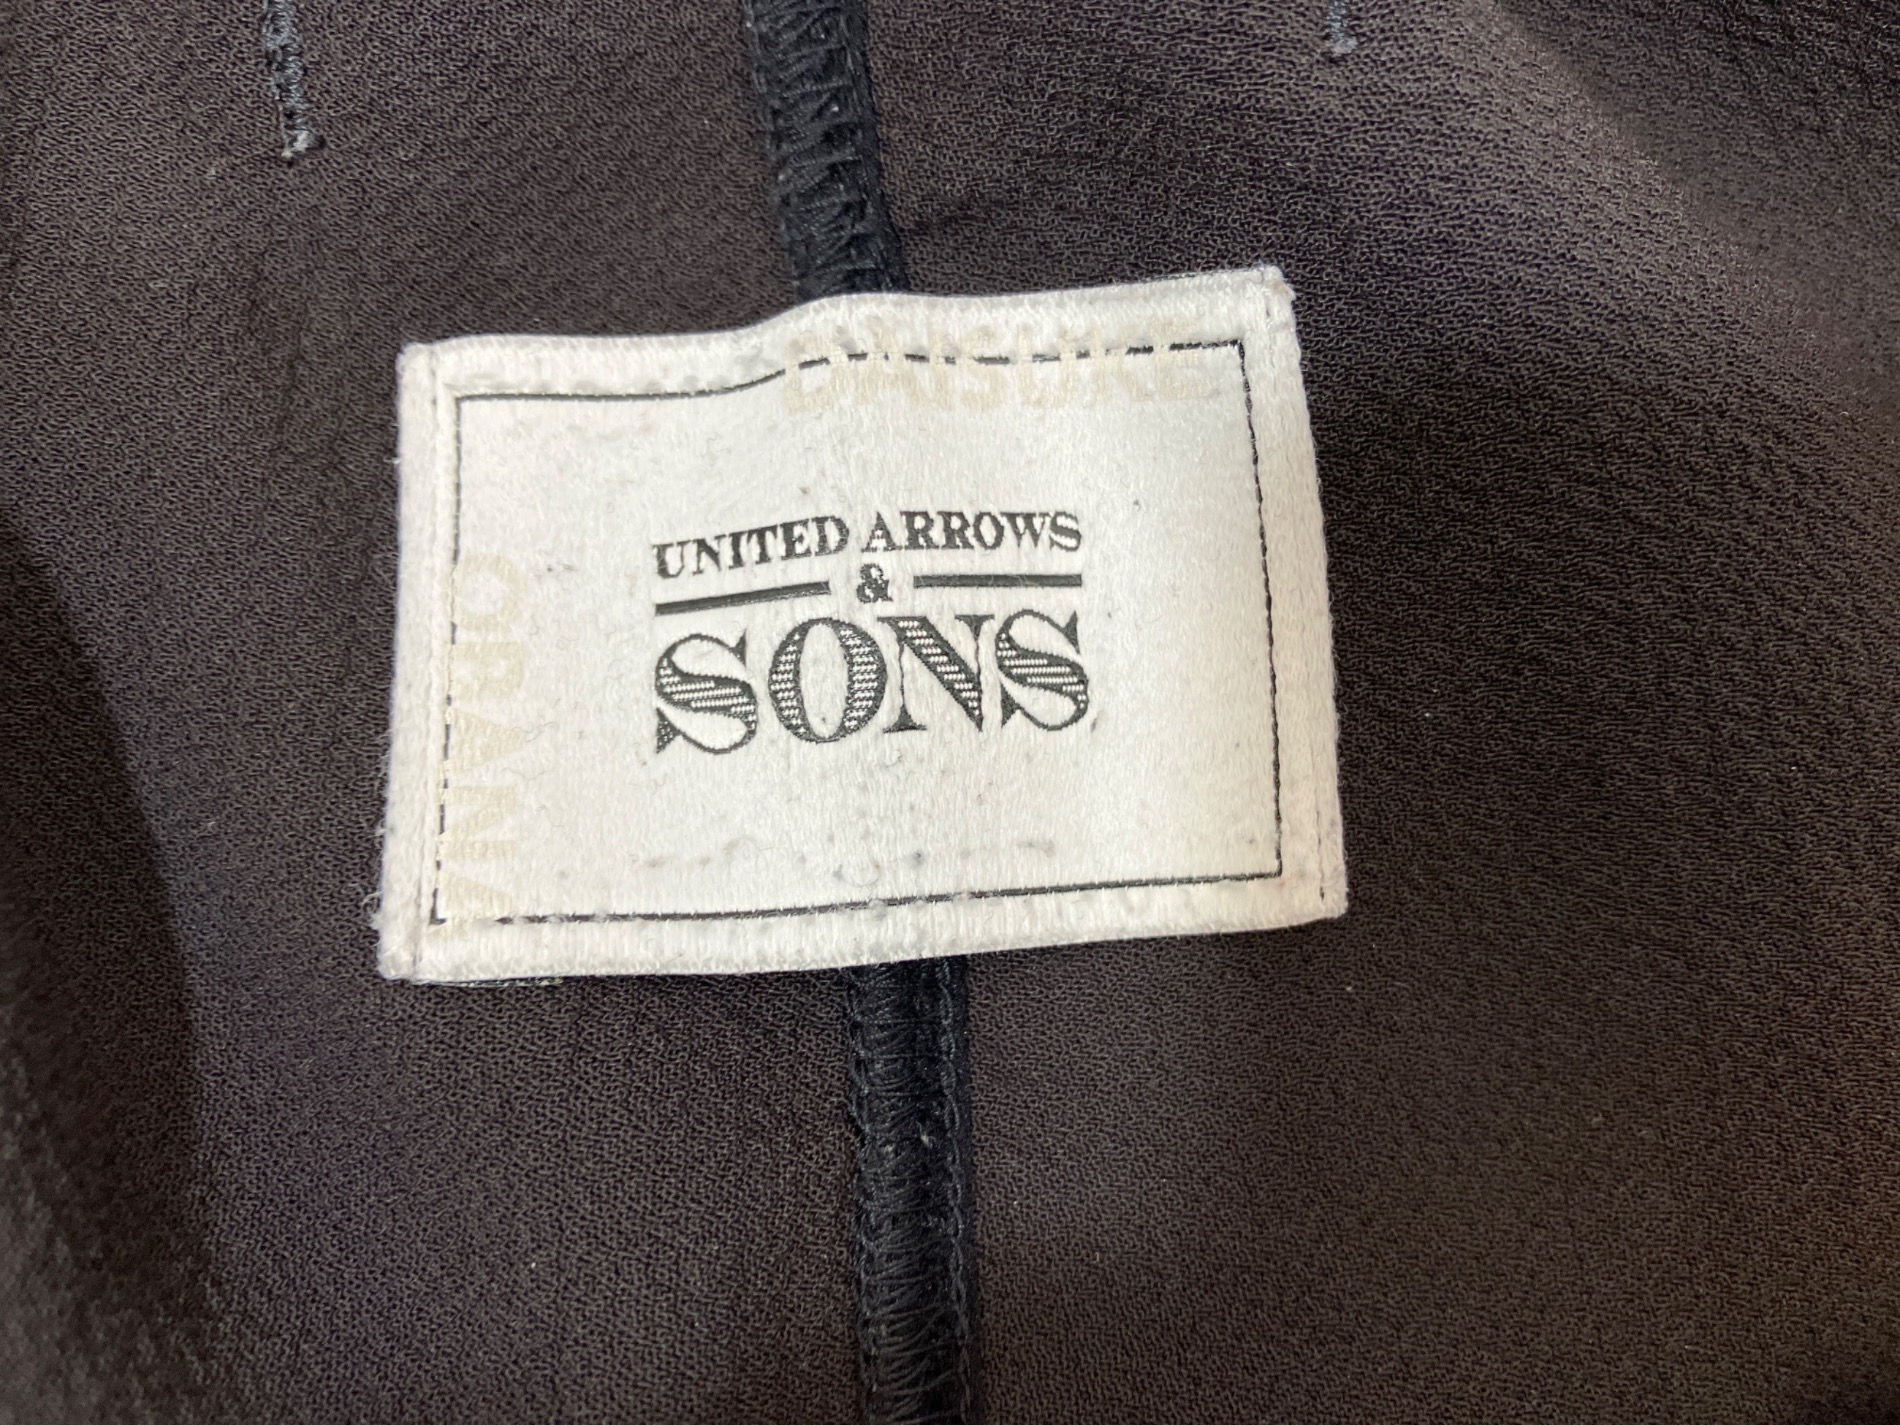 DAISUKE
UNITED ARROWS
&
SONS
OBANA